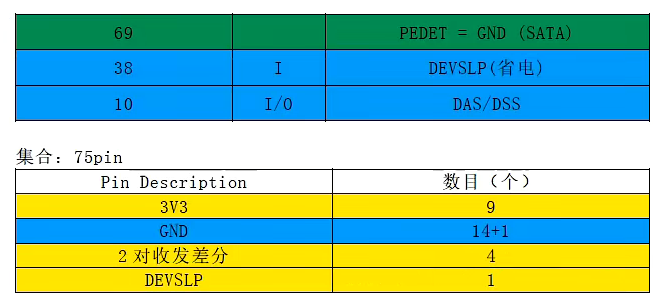 69 PEDET = GND (SATA)
38 I DEVSLP(省电)
10 I/O DAS/DSS
集合: 75pin
Pin Description 数目(个)
3V3 9
GND 14+1
2对收发差分 4
DEVSLP 1